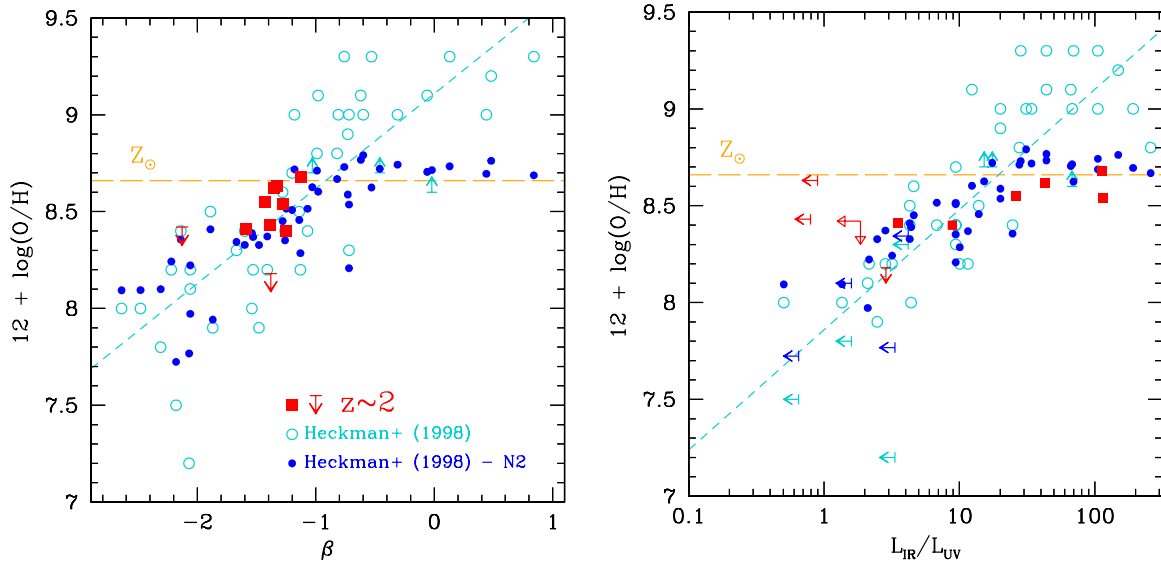 9.5
9
8.5
8
7.5
7
12 + log(O/H)
Z⊙
z~2
Heckman+ (1998)
Heckman+ (1998) - N2
−2
−1
0
1
β
9.5
9
8.5
8
7.5
7
12 + log(O/H)
Z⊙
0.1
1
10
100
L_IR/L_UV